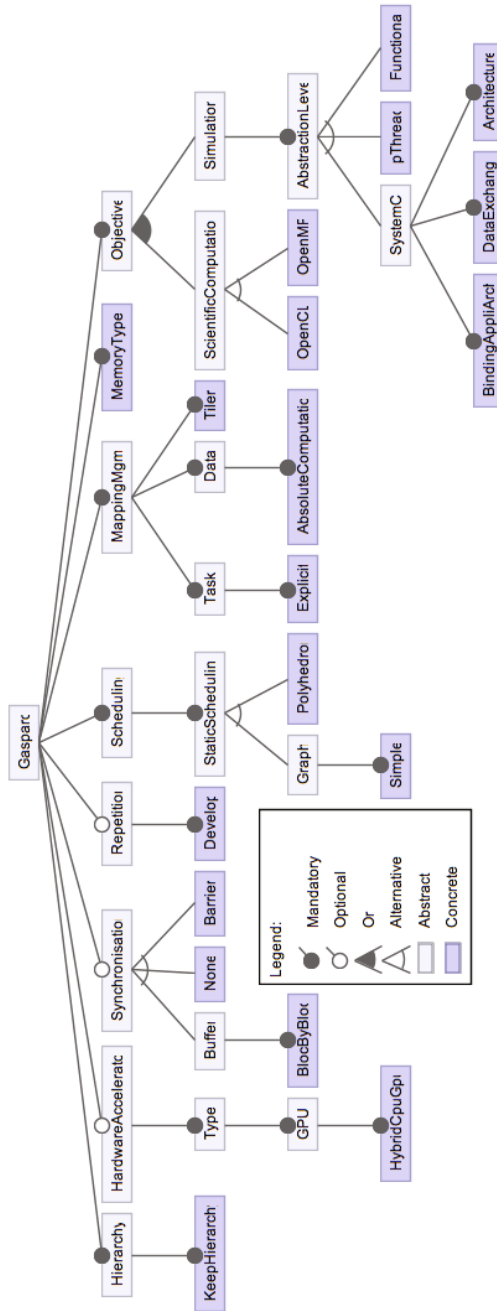 Gaspard
Hierarchy
HardwareAccelerato
Synchronisatio
Repetition
Schedulin
MappingMgm
MemoryType
Objective
KeepHierarch
Type
Buffer
None
Barrier
Develop
StaticSchedulin
Task
Data
Tiler
ScientificComputatio
Simulation
GPU
BlocByBloc
Graph
Polyhedro
Explicit
AbsoluteComputatic
OpenCL
OpenMP
AbstractionLeve
HybridCpuGp
Simple
SystemC
pThread
Functiona
BindingAppliArch
DataExchang
Architecture
Legend:
Mandatory
Optional
Or
Alternative
Abstract
Concrete